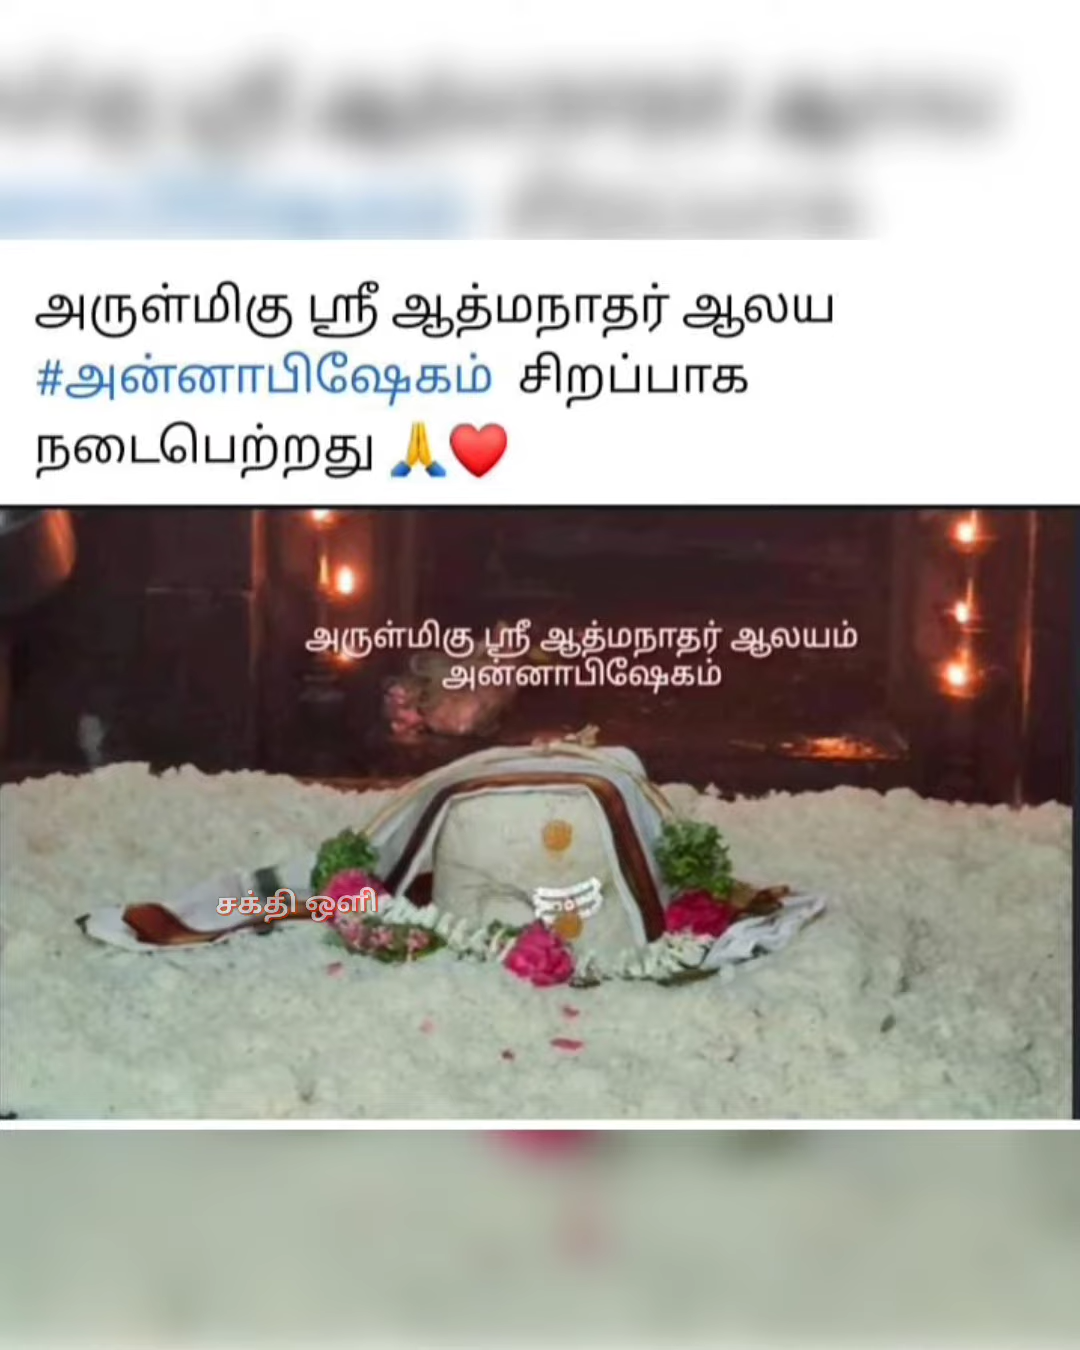 அருள்மிகு ஸ்ரீ ஆத்மநாதர் ஆலய
#அன்னாபிஷேகம் சிறப்பாக
நடைபெற்றது 🙏❤️
அருள்மிகு ஸ்ரீ ஆத்மநாதர் ஆலயம்
அன்னாபிஷேகம்
சக்தி ஒளி